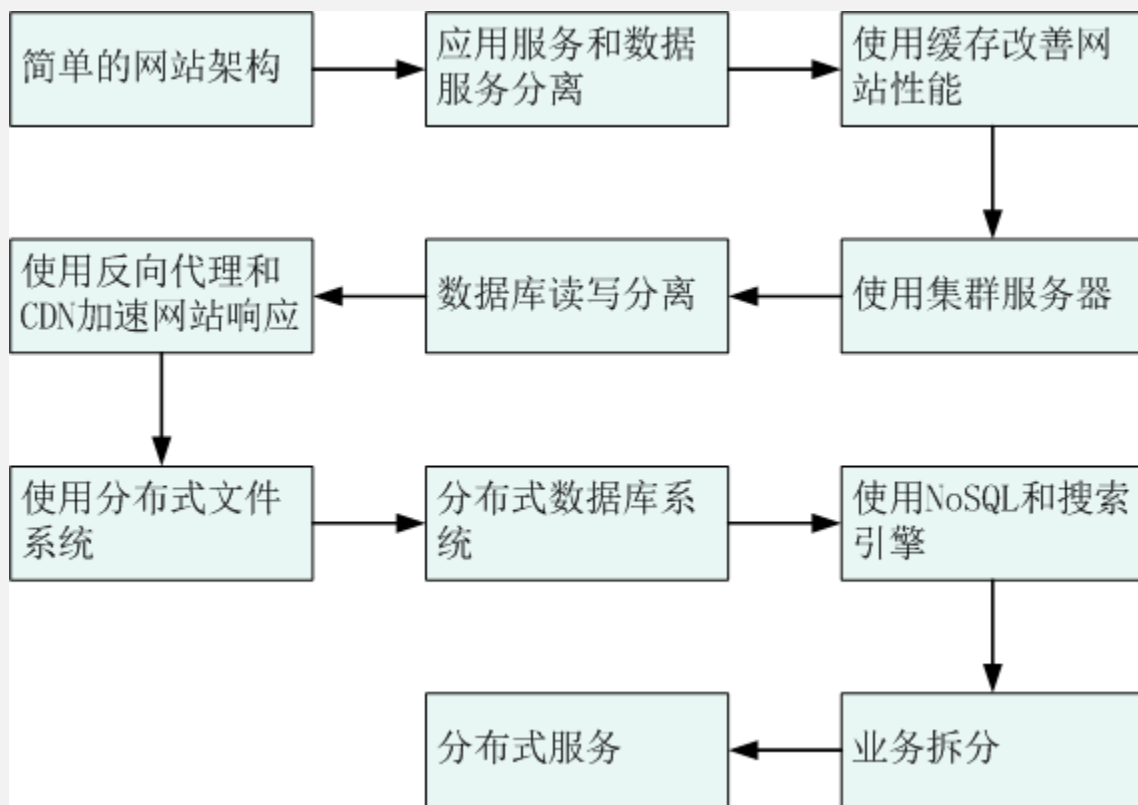 简单的网站架构
应用服务和数据
服务分离
使用缓存改善网
站性能
使用集群服务器
数据库读写分离
使用反向代理和
CDN加速网站响应
使用分布式文件
系统
分布式数据库系
统
使用NoSQL和搜索
引擎
业务拆分
分布式服务